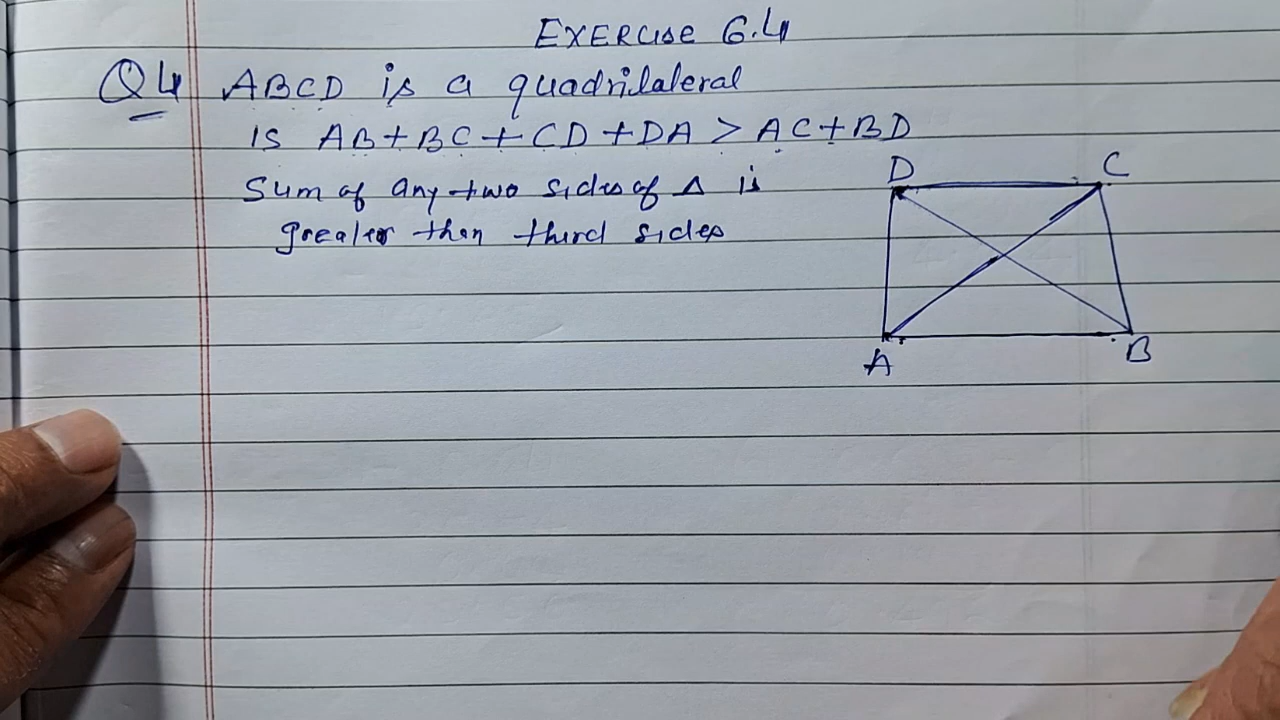 EXERCISE 6.4
Q4 ABCD is a quadrilateral
IS AB+BC+CD+DA > AC+BD
Sum of any two sides of Δ is
greater than third sides
D C
A B